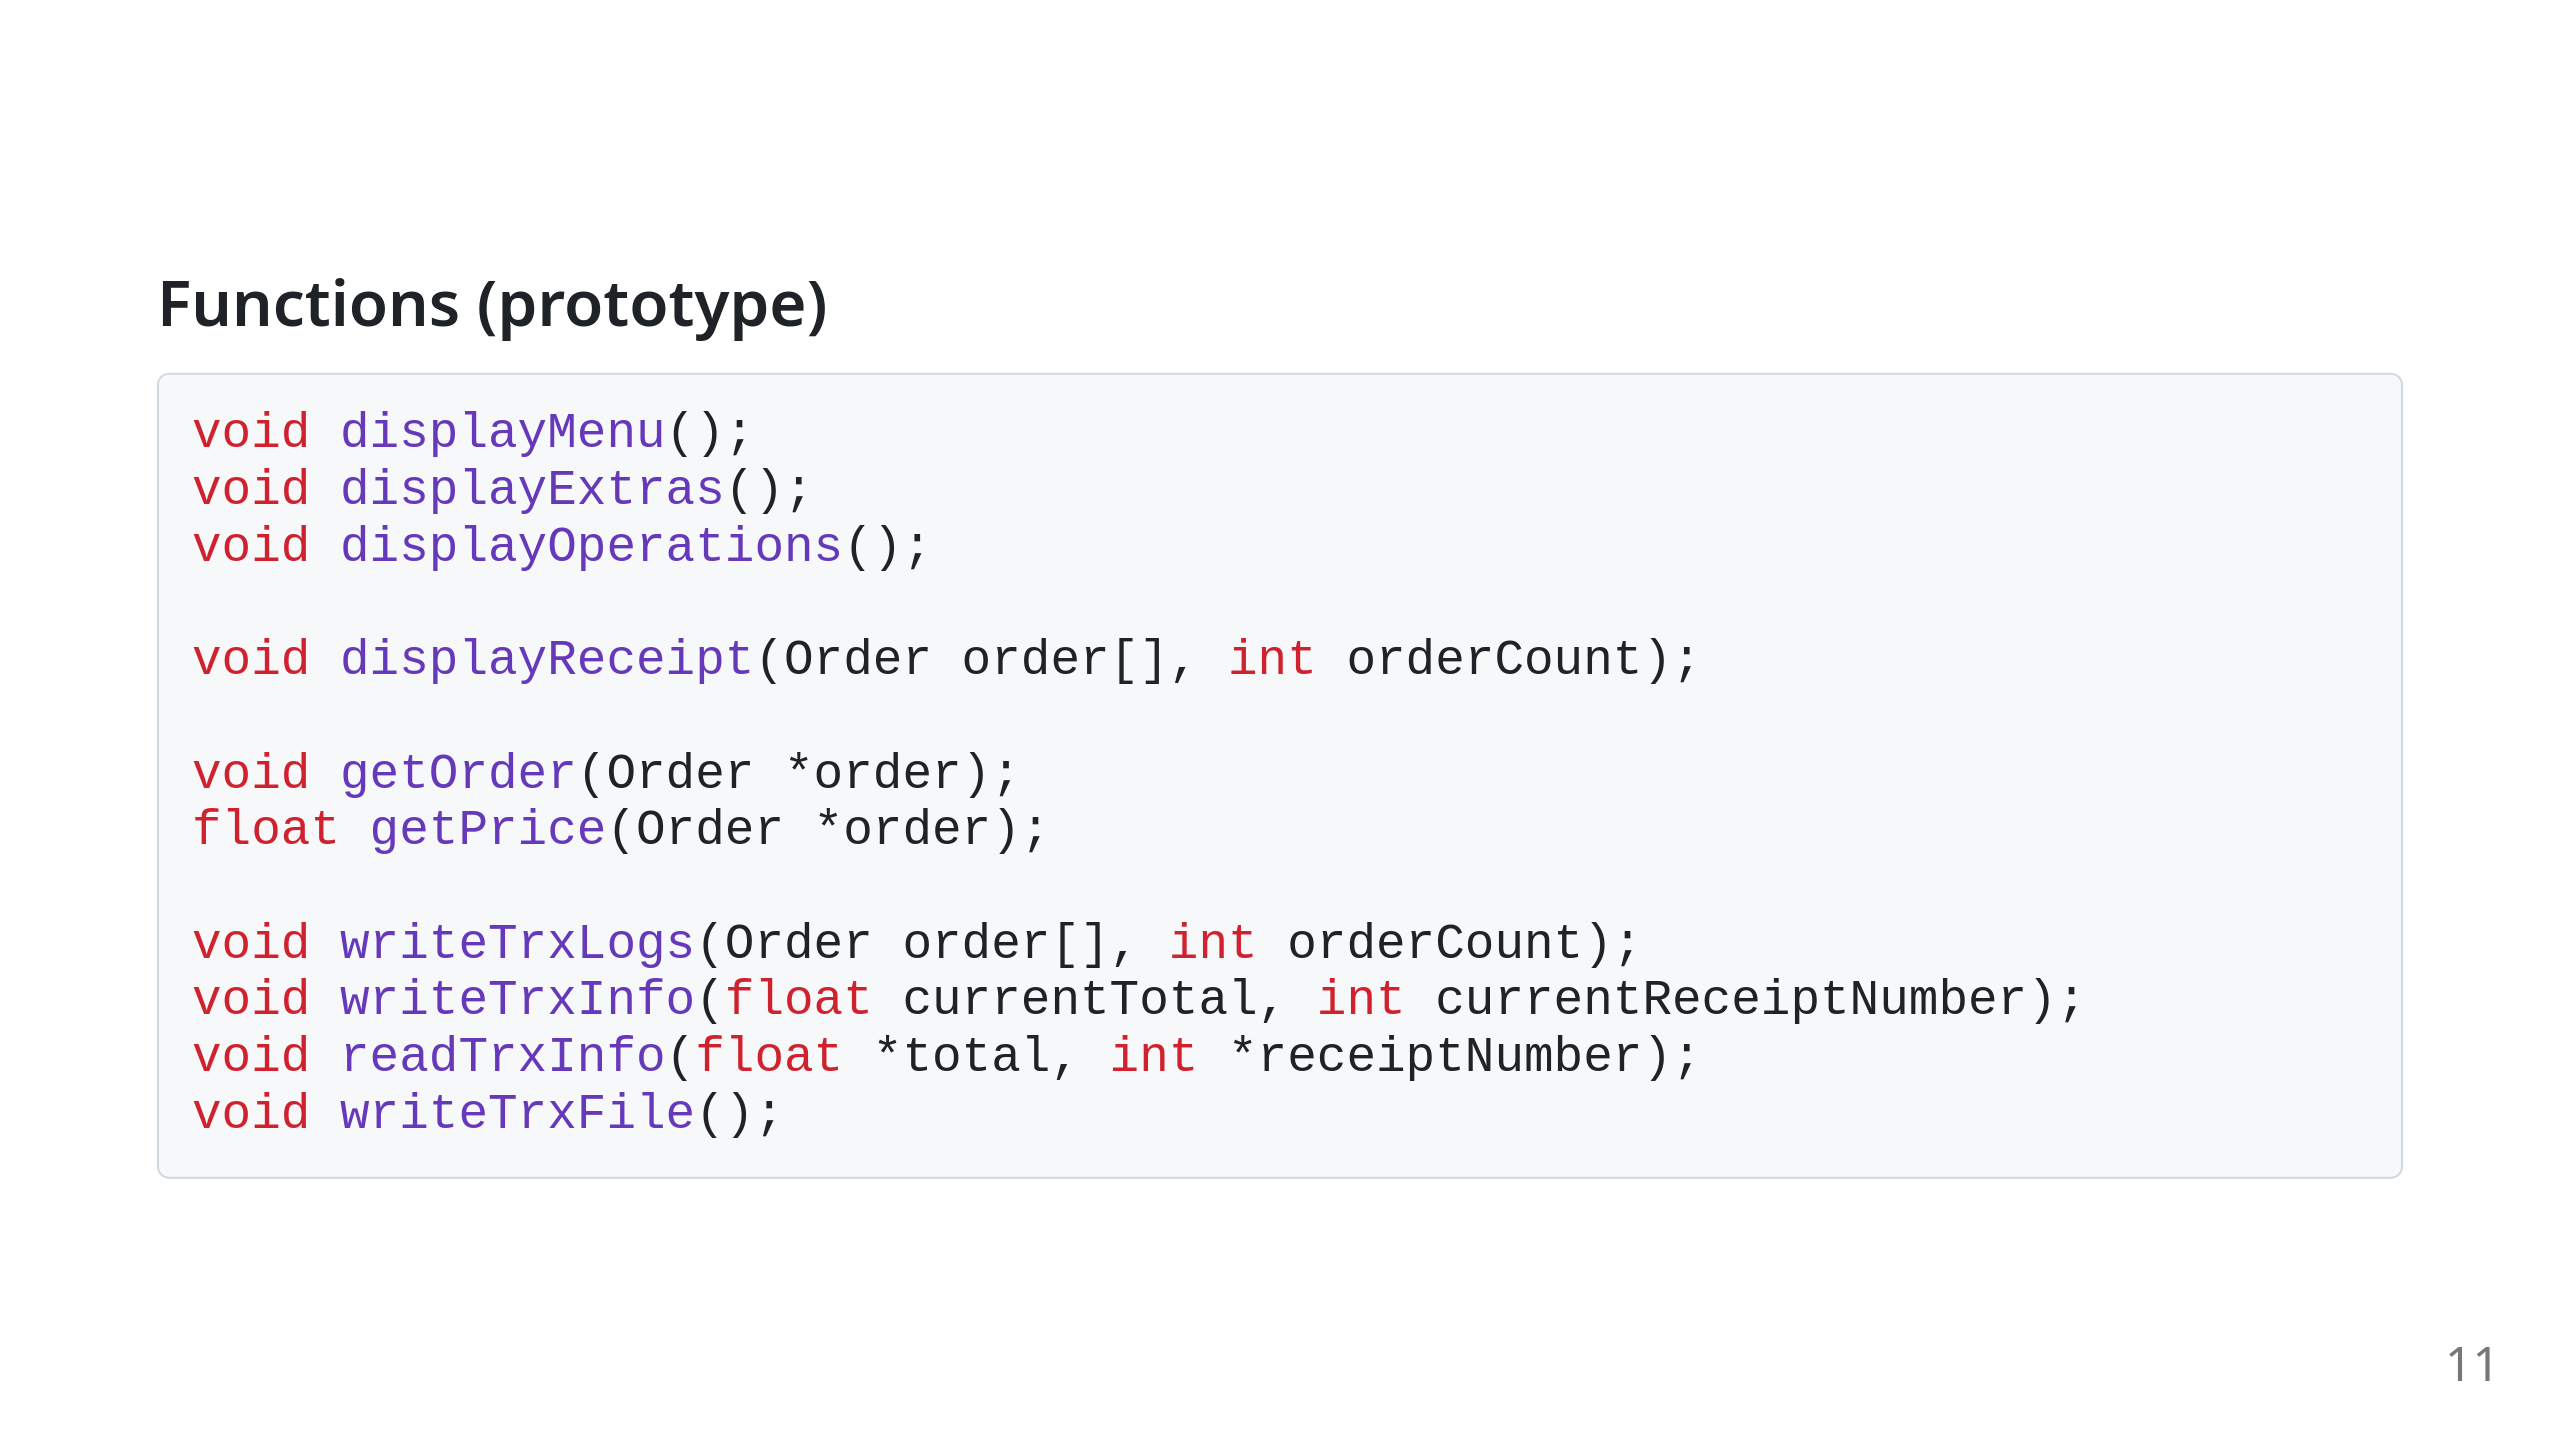 Functions (prototype)
void displayMenu();
void displayExtras();
void displayOperations();
void displayReceipt(Order order[], int orderCount);
void getOrder(Order *order);
float getPrice(Order *order);
void writeTrxLogs(Order order[], int orderCount);
void writeTrxInfo(float currentTotal, int currentReceiptNumber);
void readTrxInfo(float *total, int *receiptNumber);
void writeTrxFile();
11